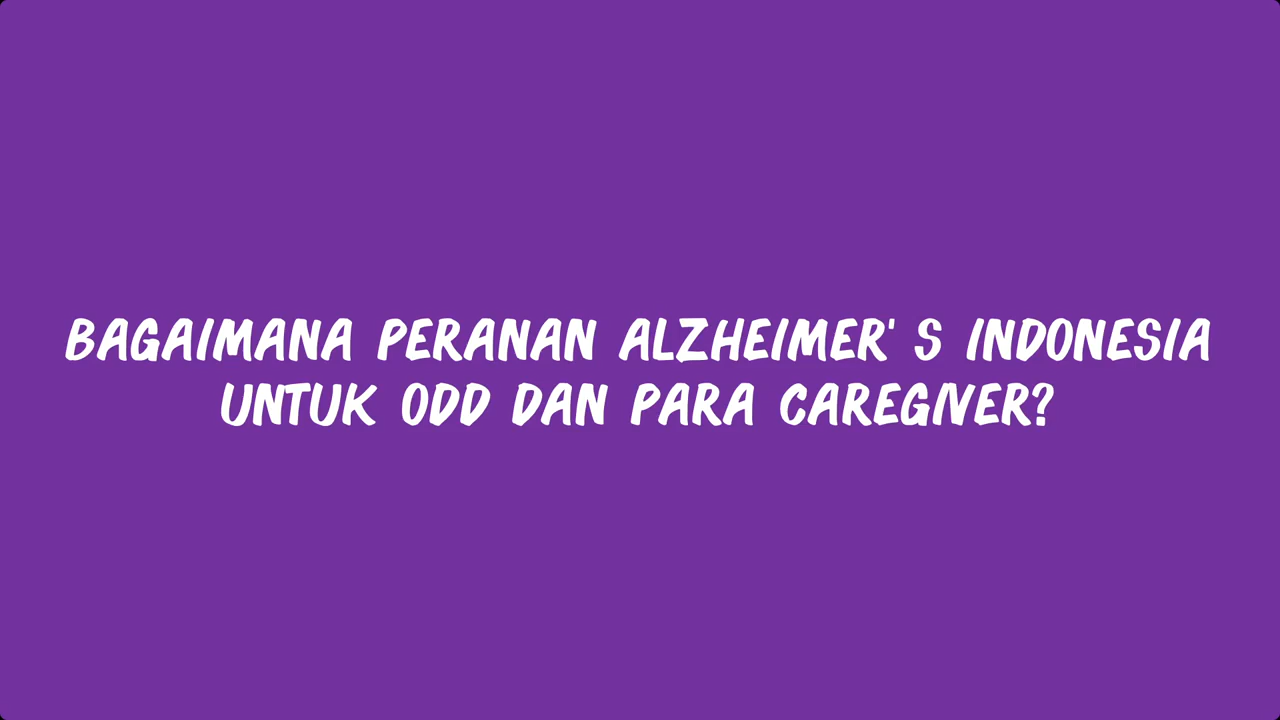 BAGAIMANA PERANAN ALZHEIMER' S INDONESIA
UNTUK ODD DAN PARA CAREGIVER?